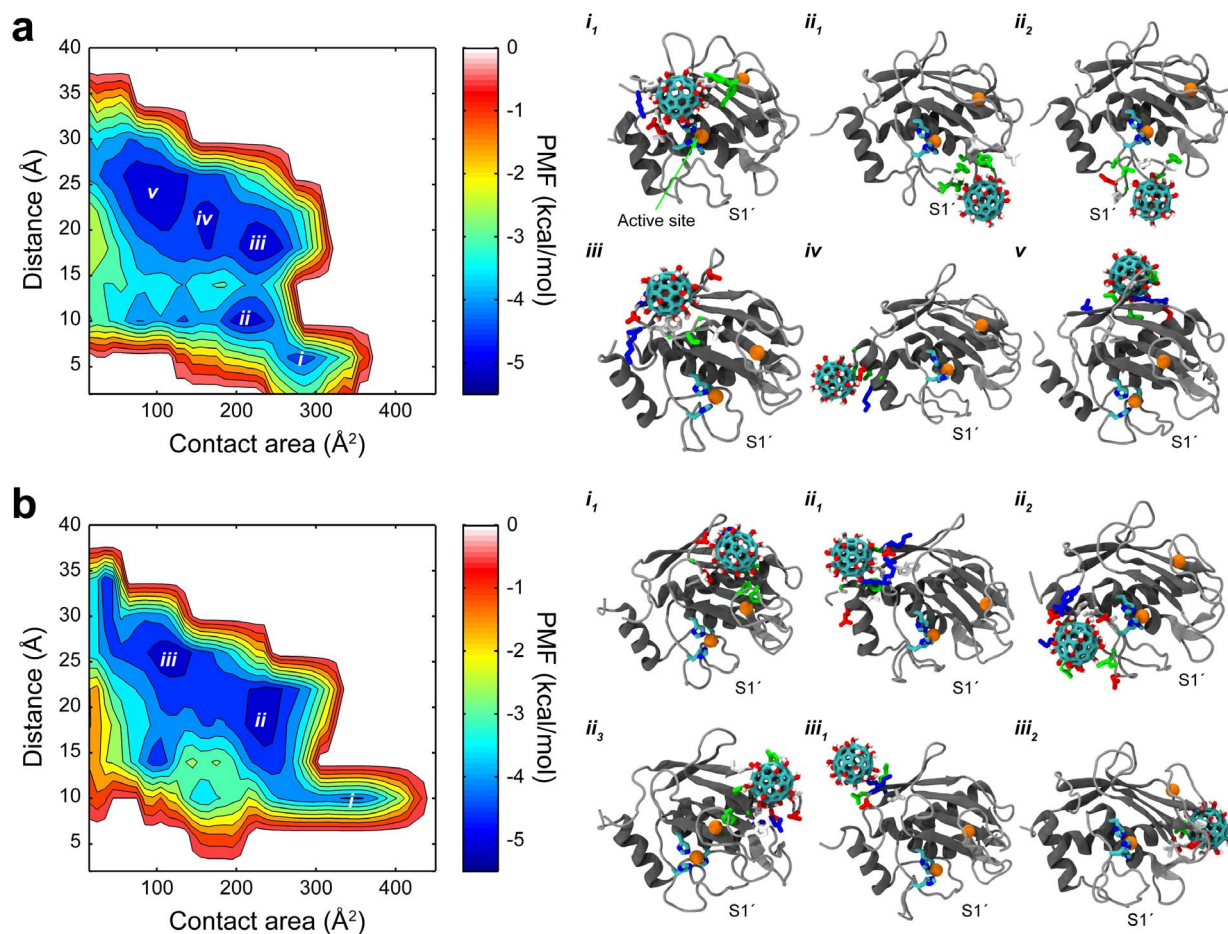 a
40
35
30
25
20
15
10
5
Distance (Å)
100 200 300 400
Contact area (Å²)
v
iv
iii
ii
i
0
-1
-2
-3
-4
-5
PMF (kcal/mol)
i₁
ii₁
ii₂
Active site
S1´
S1´
S1´
iii
iv
v
S1´
S1´
S1´
b
40
35
30
25
20
15
10
5
Distance (Å)
100 200 300 400
Contact area (Å²)
iii
ii
i
0
-1
-2
-3
-4
-5
PMF (kcal/mol)
i₁
ii₁
ii₂
S1´
S1´
S1´
ii₃
iii₁
iii₂
S1´
S1´
S1´